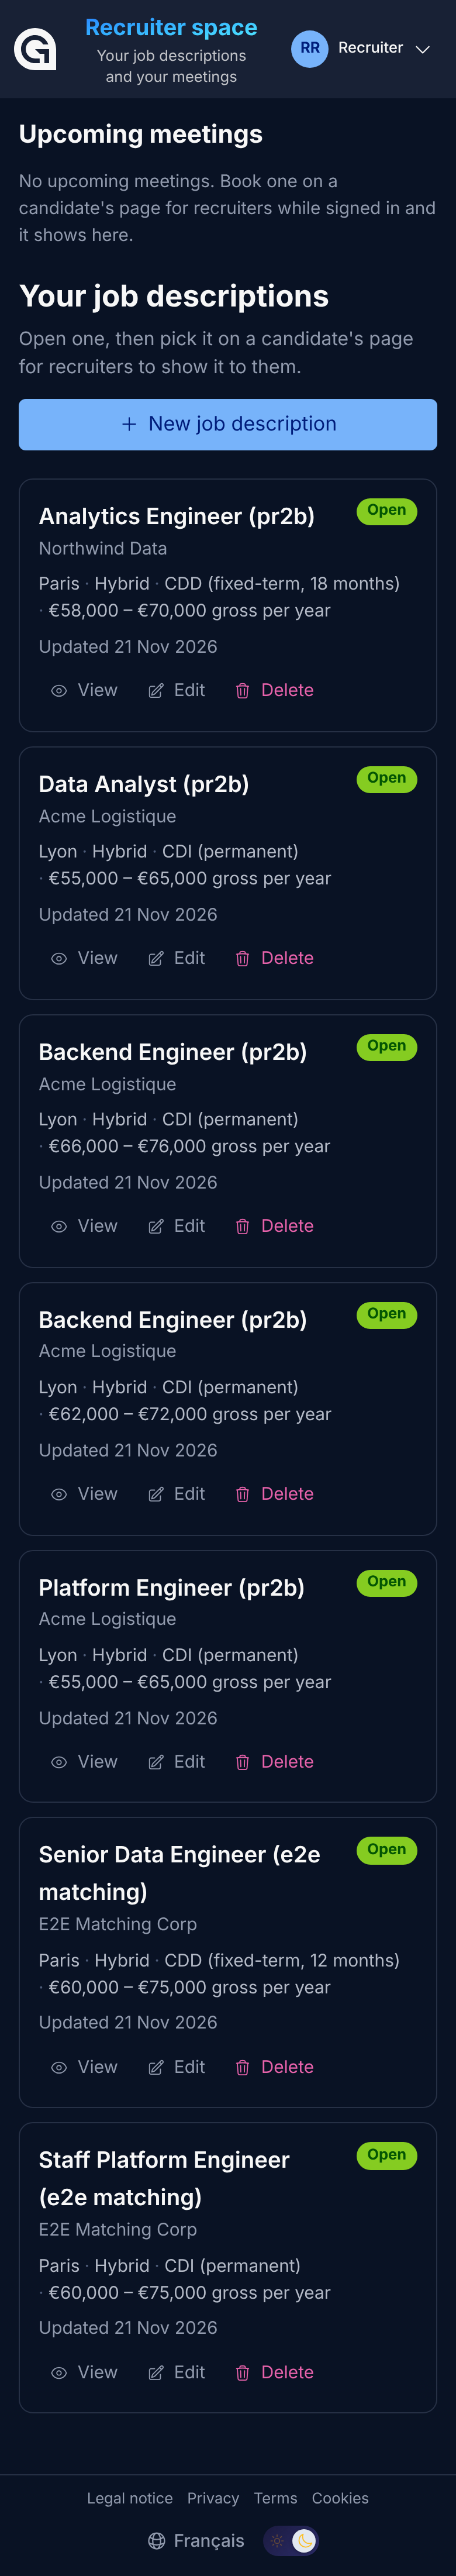 Recruiter space
Your job descriptions
and your meetings
RR
Recruiter
Upcoming meetings
No upcoming meetings. Book one on a
candidate's page for recruiters while signed in and
it shows here.
Your job descriptions
Open one, then pick it on a candidate's page
for recruiters to show it to them.
+ New job description
Analytics Engineer (pr2b)
Open
Northwind Data
Paris · Hybrid · CDD (fixed-term, 18 months)
· €58,000 – €70,000 gross per year
Updated 21 Nov 2026
View Edit Delete
Data Analyst (pr2b)
Open
Acme Logistique
Lyon · Hybrid · CDI (permanent)
· €55,000 – €65,000 gross per year
Updated 21 Nov 2026
View Edit Delete
Backend Engineer (pr2b)
Open
Acme Logistique
Lyon · Hybrid · CDI (permanent)
· €66,000 – €76,000 gross per year
Updated 21 Nov 2026
View Edit Delete
Backend Engineer (pr2b)
Open
Acme Logistique
Lyon · Hybrid · CDI (permanent)
· €62,000 – €72,000 gross per year
Updated 21 Nov 2026
View Edit Delete
Platform Engineer (pr2b)
Open
Acme Logistique
Lyon · Hybrid · CDI (permanent)
· €55,000 – €65,000 gross per year
Updated 21 Nov 2026
View Edit Delete
Senior Data Engineer (e2e
matching)
Open
E2E Matching Corp
Paris · Hybrid · CDD (fixed-term, 12 months)
· €60,000 – €75,000 gross per year
Updated 21 Nov 2026
View Edit Delete
Staff Platform Engineer
(e2e matching)
Open
E2E Matching Corp
Paris · Hybrid · CDI (permanent)
· €60,000 – €75,000 gross per year
Updated 21 Nov 2026
View Edit Delete
Legal notice Privacy Terms Cookies
Français